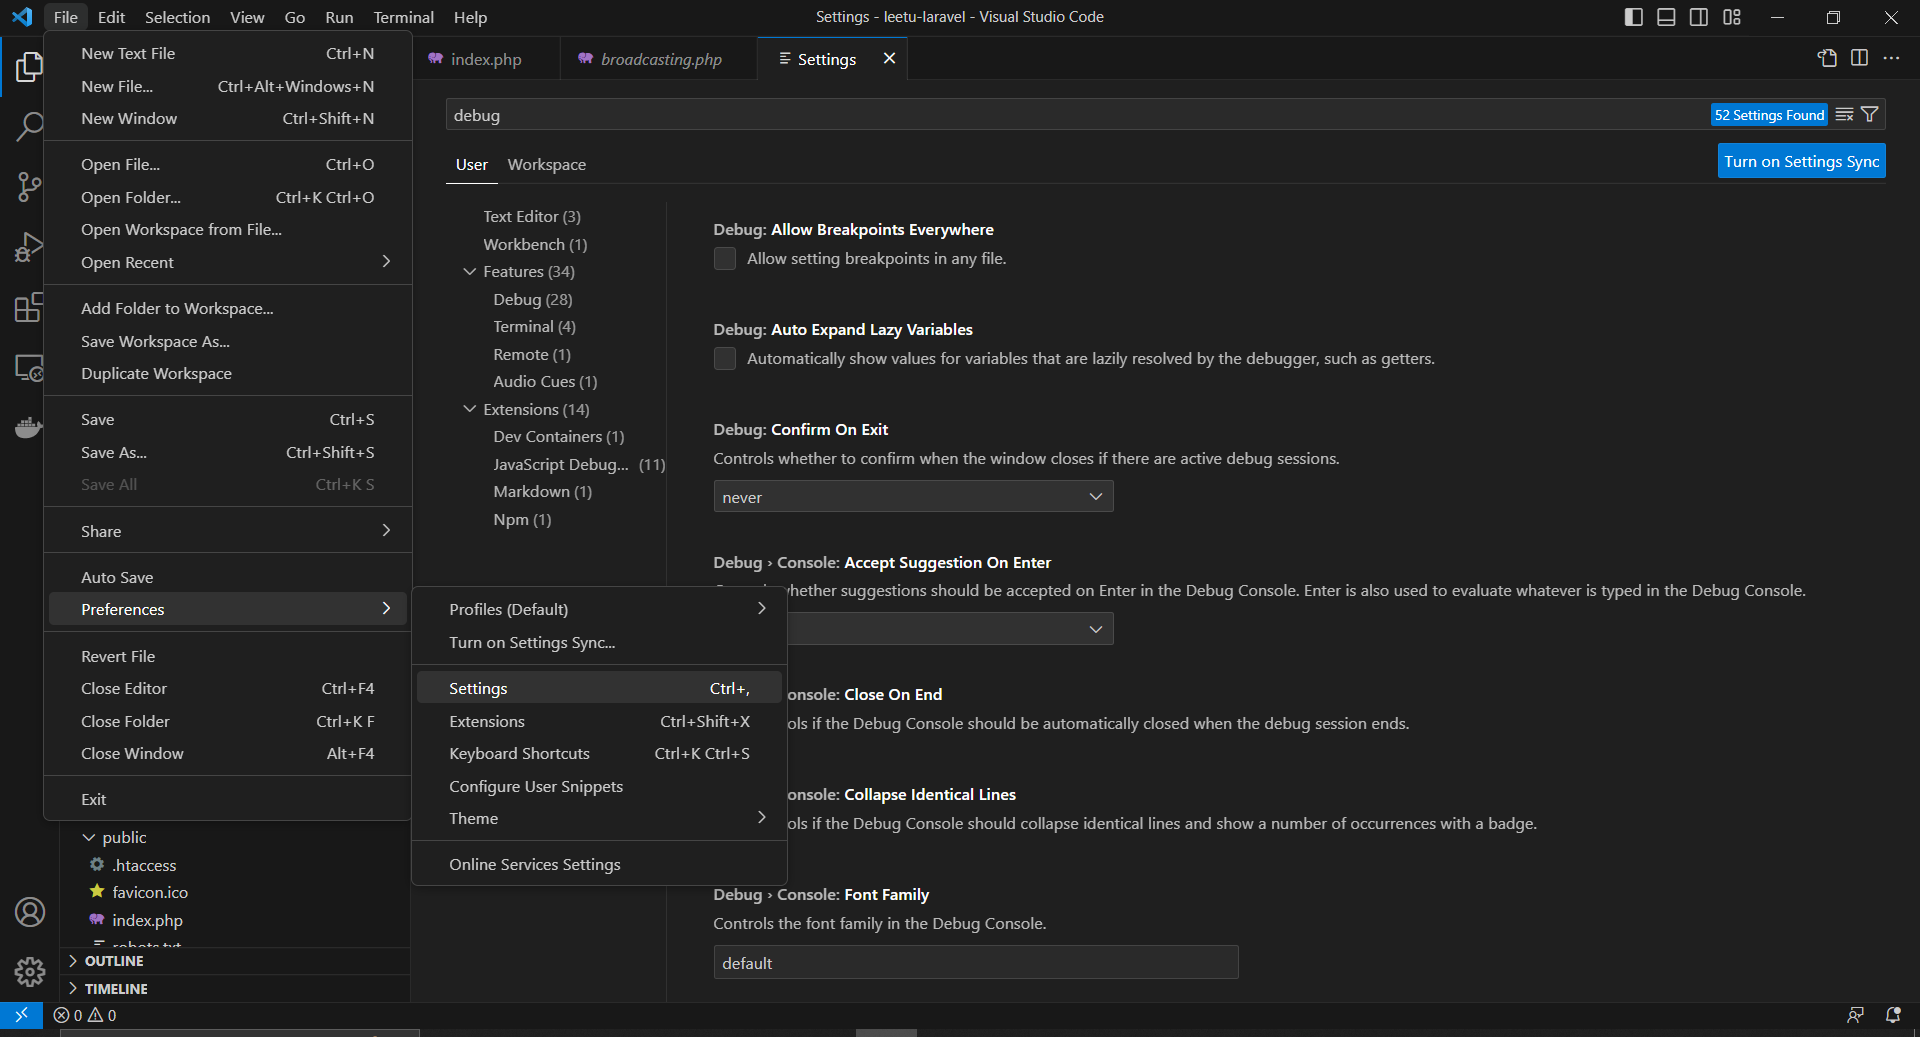 File Edit Selection View Go Run Terminal Help
Settings - leetu-laravel - Visual Studio Code
New Text File Ctrl+N
New File... Ctrl+Alt+Windows+N
New Window Ctrl+Shift+N
Open File... Ctrl+O
Open Folder... Ctrl+K Ctrl+O
Open Workspace from File...
Open Recent
Add Folder to Workspace...
Save Workspace As...
Duplicate Workspace
Save Ctrl+S
Save As... Ctrl+Shift+S
Save All Ctrl+K S
Share
Auto Save
Preferences
Revert File
Close Editor Ctrl+F4
Close Folder Ctrl+K F
Close Window Alt+F4
Exit
Profiles (Default)
Turn on Settings Sync...
Settings Ctrl+,
Extensions Ctrl+Shift+X
Keyboard Shortcuts Ctrl+K Ctrl+S
Configure User Snippets
Theme
Online Services Settings
public
.htaccess
favicon.ico
index.php
robots.txt
OUTLINE
TIMELINE
index.php
broadcasting.php
Settings
debug
52 Settings Found
User Workspace
Turn on Settings Sync
Text Editor (3)
Workbench (1)
Features (34)
Debug (28)
Terminal (4)
Remote (1)
Audio Cues (1)
Extensions (14)
Dev Containers (1)
JavaScript Debug... (11)
Markdown (1)
Npm (1)
Debug: Allow Breakpoints Everywhere
Allow setting breakpoints in any file.
Debug: Auto Expand Lazy Variables
Automatically show values for variables that are lazily resolved by the debugger, such as getters.
Debug: Confirm On Exit
Controls whether to confirm when the window closes if there are active debug sessions.
never
Debug › Console: Accept Suggestion On Enter
hether suggestions should be accepted on Enter in the Debug Console. Enter is also used to evaluate whatever is typed in the Debug Console.
onsole: Close On End
ols if the Debug Console should be automatically closed when the debug session ends.
onsole: Collapse Identical Lines
ols if the Debug Console should collapse identical lines and show a number of occurrences with a badge.
Debug › Console: Font Family
Controls the font family in the Debug Console.
default
0 0